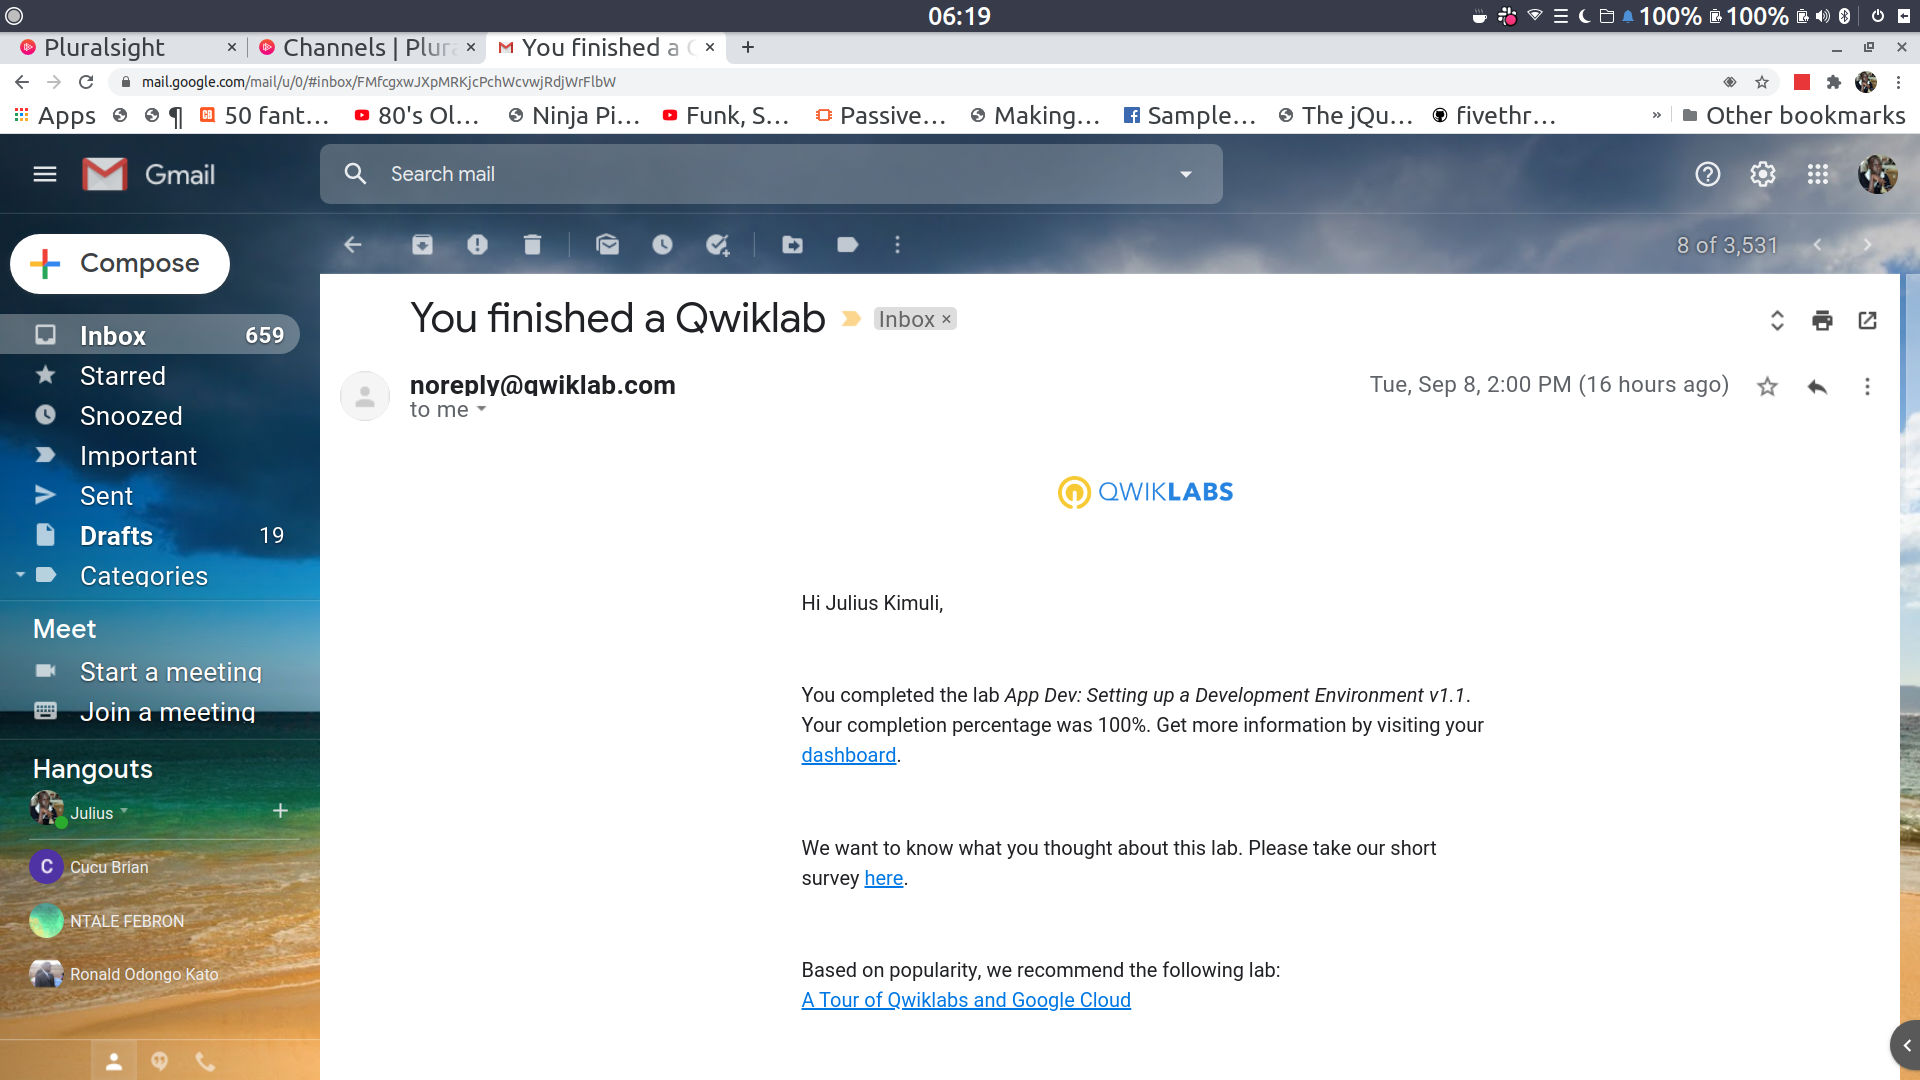 06:19
100% 100%
Pluralsight
Channels | Plura
You finished a Q
mail.google.com/mail/u/0/#inbox/FMfcgxwJXpMRKjcPchWcvwjRdjWrFlbW
Apps
50 fant...
80's Ol...
Ninja Pi...
Funk, S...
Passive...
Making...
Sample...
The jQu...
fivethr...
»
Other bookmarks
Gmail
Search mail
Compose
8 of 3,531
Inbox 659
Starred
Snoozed
Important
Sent
Drafts 19
Categories
Meet
Start a meeting
Join a meeting
Hangouts
Julius
C Cucu Brian
NTALE FEBRON
Ronald Odongo Kato
You finished a Qwiklab
Inbox ×
noreply@qwiklab.com
Tue, Sep 8, 2:00 PM (16 hours ago)
to me
QWIKLABS
Hi Julius Kimuli,
You completed the lab App Dev: Setting up a Development Environment v1.1.
Your completion percentage was 100%. Get more information by visiting your
dashboard.
We want to know what you thought about this lab. Please take our short
survey here.
Based on popularity, we recommend the following lab:
A Tour of Qwiklabs and Google Cloud